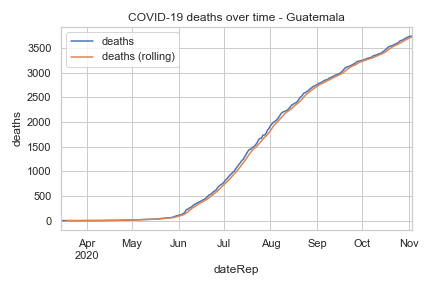 COVID-19 deaths over time - Guatemala
deaths
deaths (rolling)
3500
3000
2500
2000
1500
1000
500
0
deaths
Apr
2020
May
Jun
Jul
Aug
Sep
Oct
Nov
dateRep